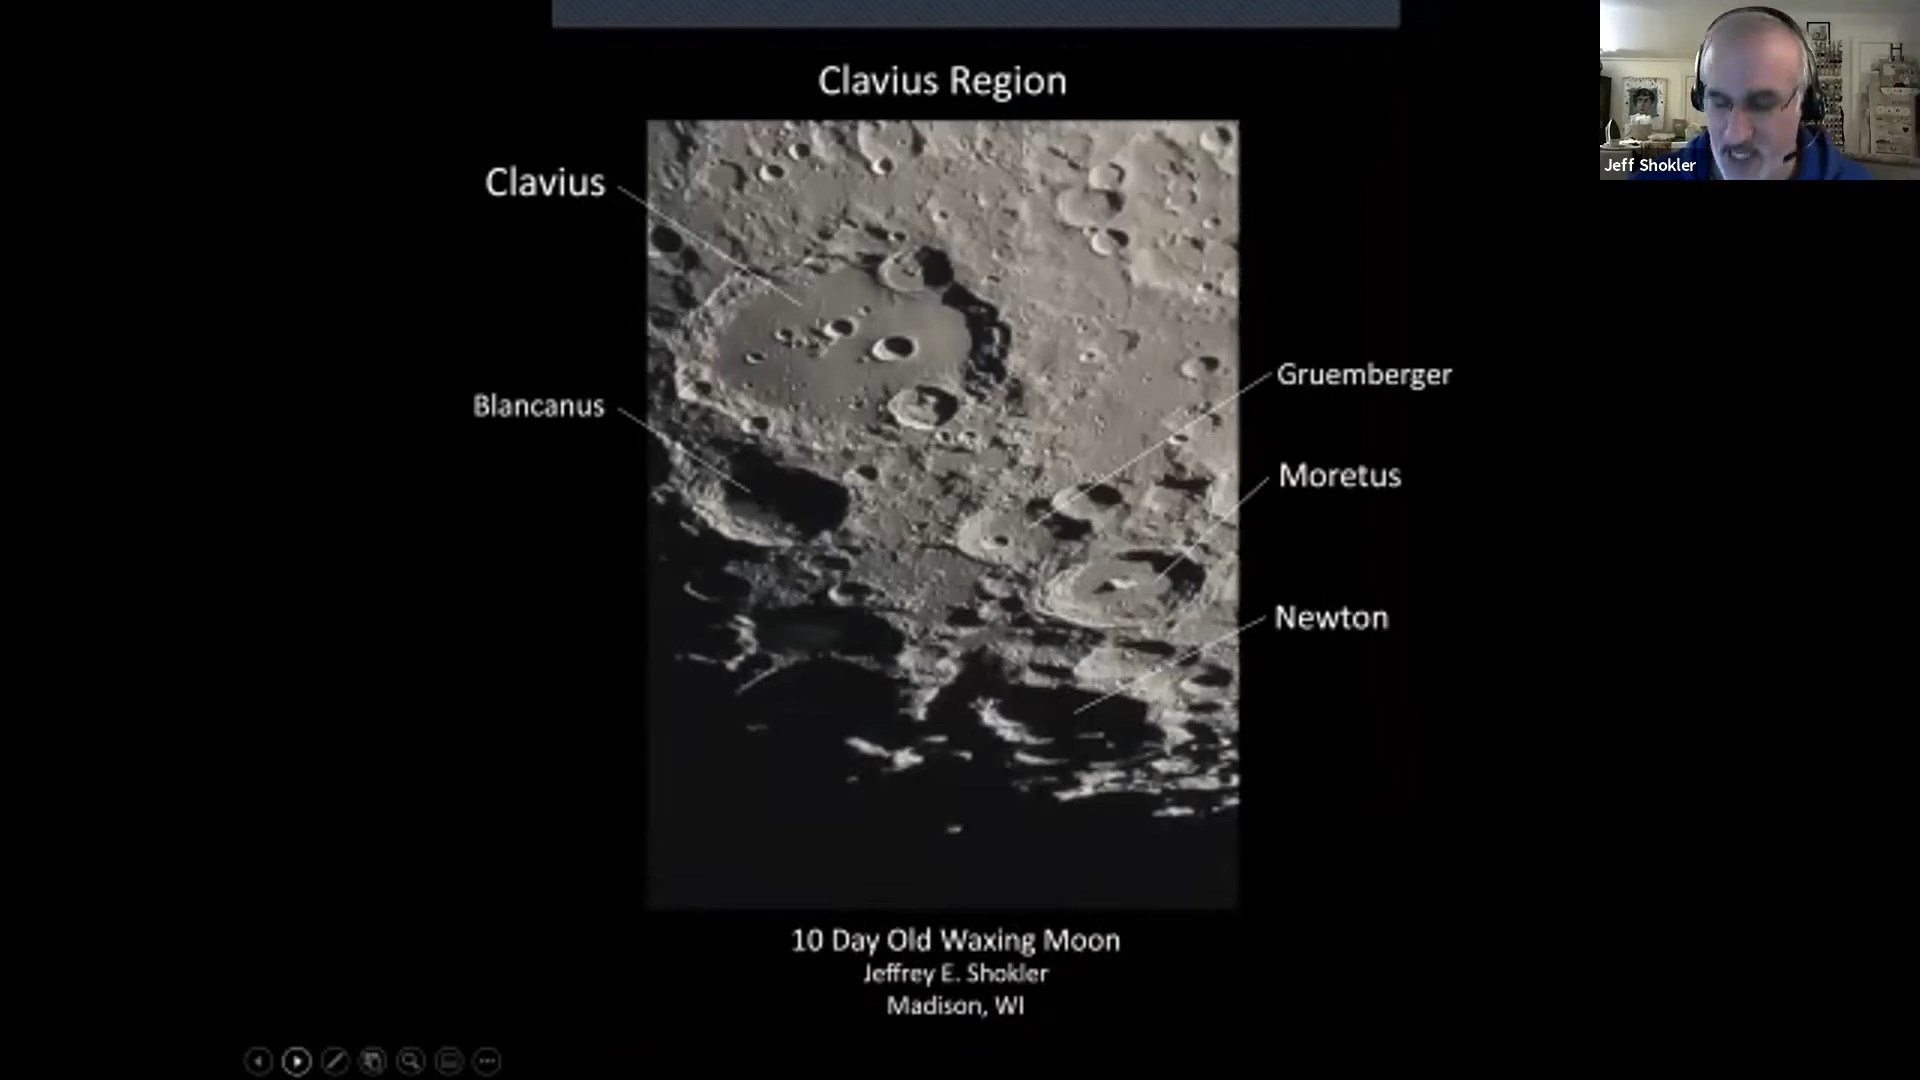 Clavius Region
Clavius
Blancanus
Gruemberger
Moretus
Newton
10 Day Old Waxing Moon
Jeffrey E. Shokler
Madison, WI
Jeff Shokler
H